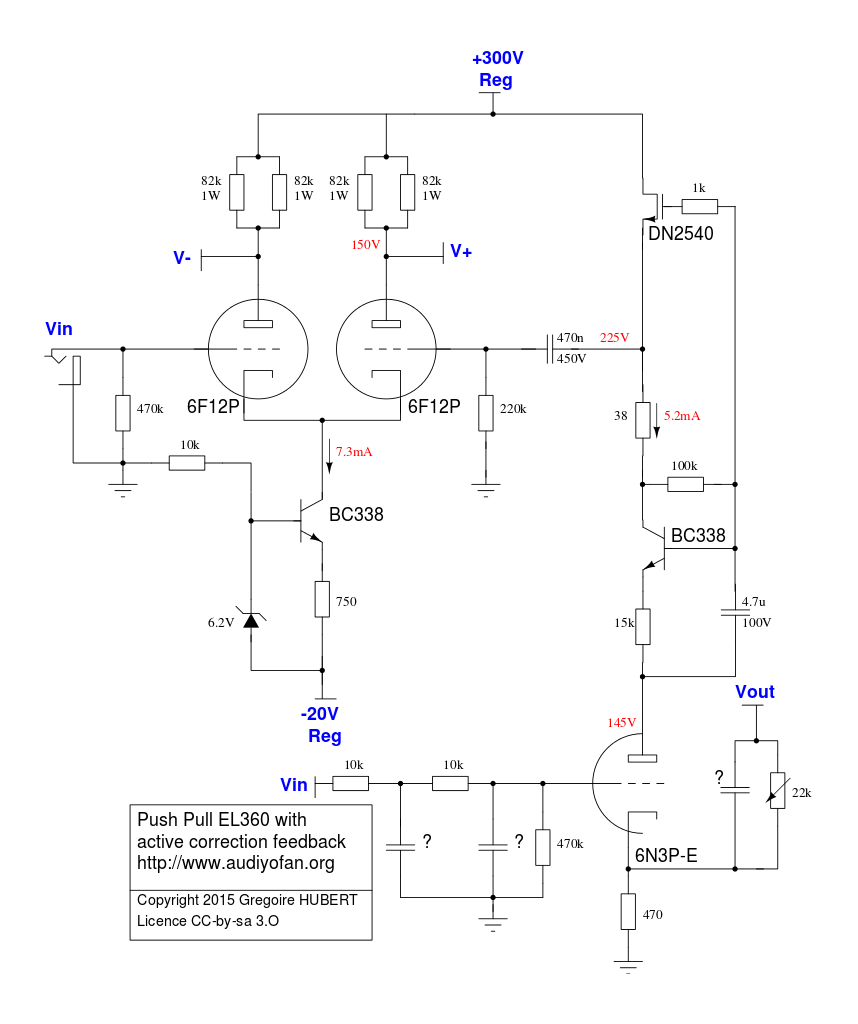 +300V
Reg
82k
1W
82k
1W
82k
1W
82k
1W
1k
DN2540
V-
150V
V+
Vin
470n
450V
225V
6F12P
6F12P
470k
220k
38
5.2mA
10k
7.3mA
100k
BC338
BC338
750
6.2V
4.7u
100V
15k
-20V
Reg
Vout
145V
Vin
10k
10k
?
22k
?
?
470k
6N3P-E
470
Push Pull EL360 with
active correction feedback
http://www.audiyofan.org
Copyright 2015 Gregoire HUBERT
Licence CC-by-sa 3.O